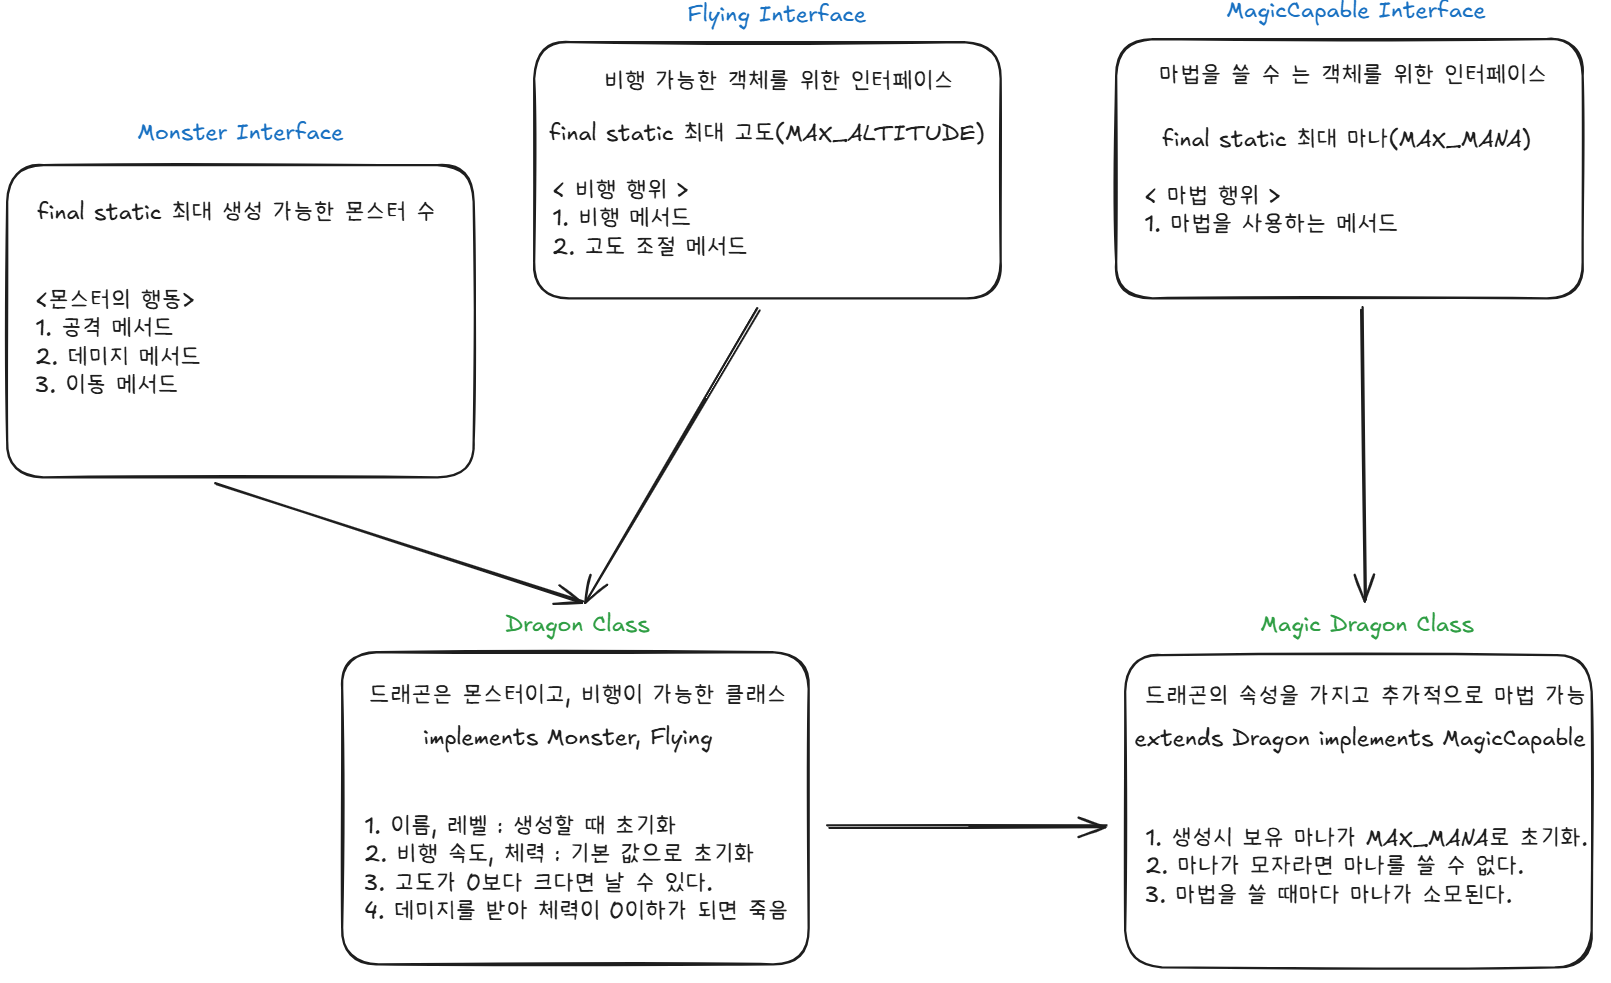 Monster Interface
final static 최대 생성 가능한 몬스터 수
<몬스터의 행동>
1. 공격 메서드
2. 데미지 메서드
3. 이동 메서드
Flying Interface
비행 가능한 객체를 위한 인터페이스
final static 최대 고도(MAX_ALTITUDE)
< 비행 행위 >
1. 비행 메서드
2. 고도 조절 메서드
MagicCapable Interface
마법을 쓸 수 는 객체를 위한 인터페이스
final static 최대 마나(MAX_MANA)
< 마법 행위 >
1. 마법을 사용하는 메서드
Dragon Class
드래곤은 몬스터이고, 비행이 가능한 클래스
implements Monster, Flying
1. 이름, 레벨 : 생성할 때 초기화
2. 비행 속도, 체력 : 기본 값으로 초기화
3. 고도가 0보다 크다면 날 수 있다.
4. 데미지를 받아 체력이 0이하가 되면 죽음
Magic Dragon Class
드래곤의 속성을 가지고 추가적으로 마법 가능
extends Dragon implements MagicCapable
1. 생성시 보유 마나가 MAX_MANA로 초기화.
2. 마나가 모자라면 마나를 쓸 수 없다.
3. 마법을 쓸 때마다 마나가 소모된다.